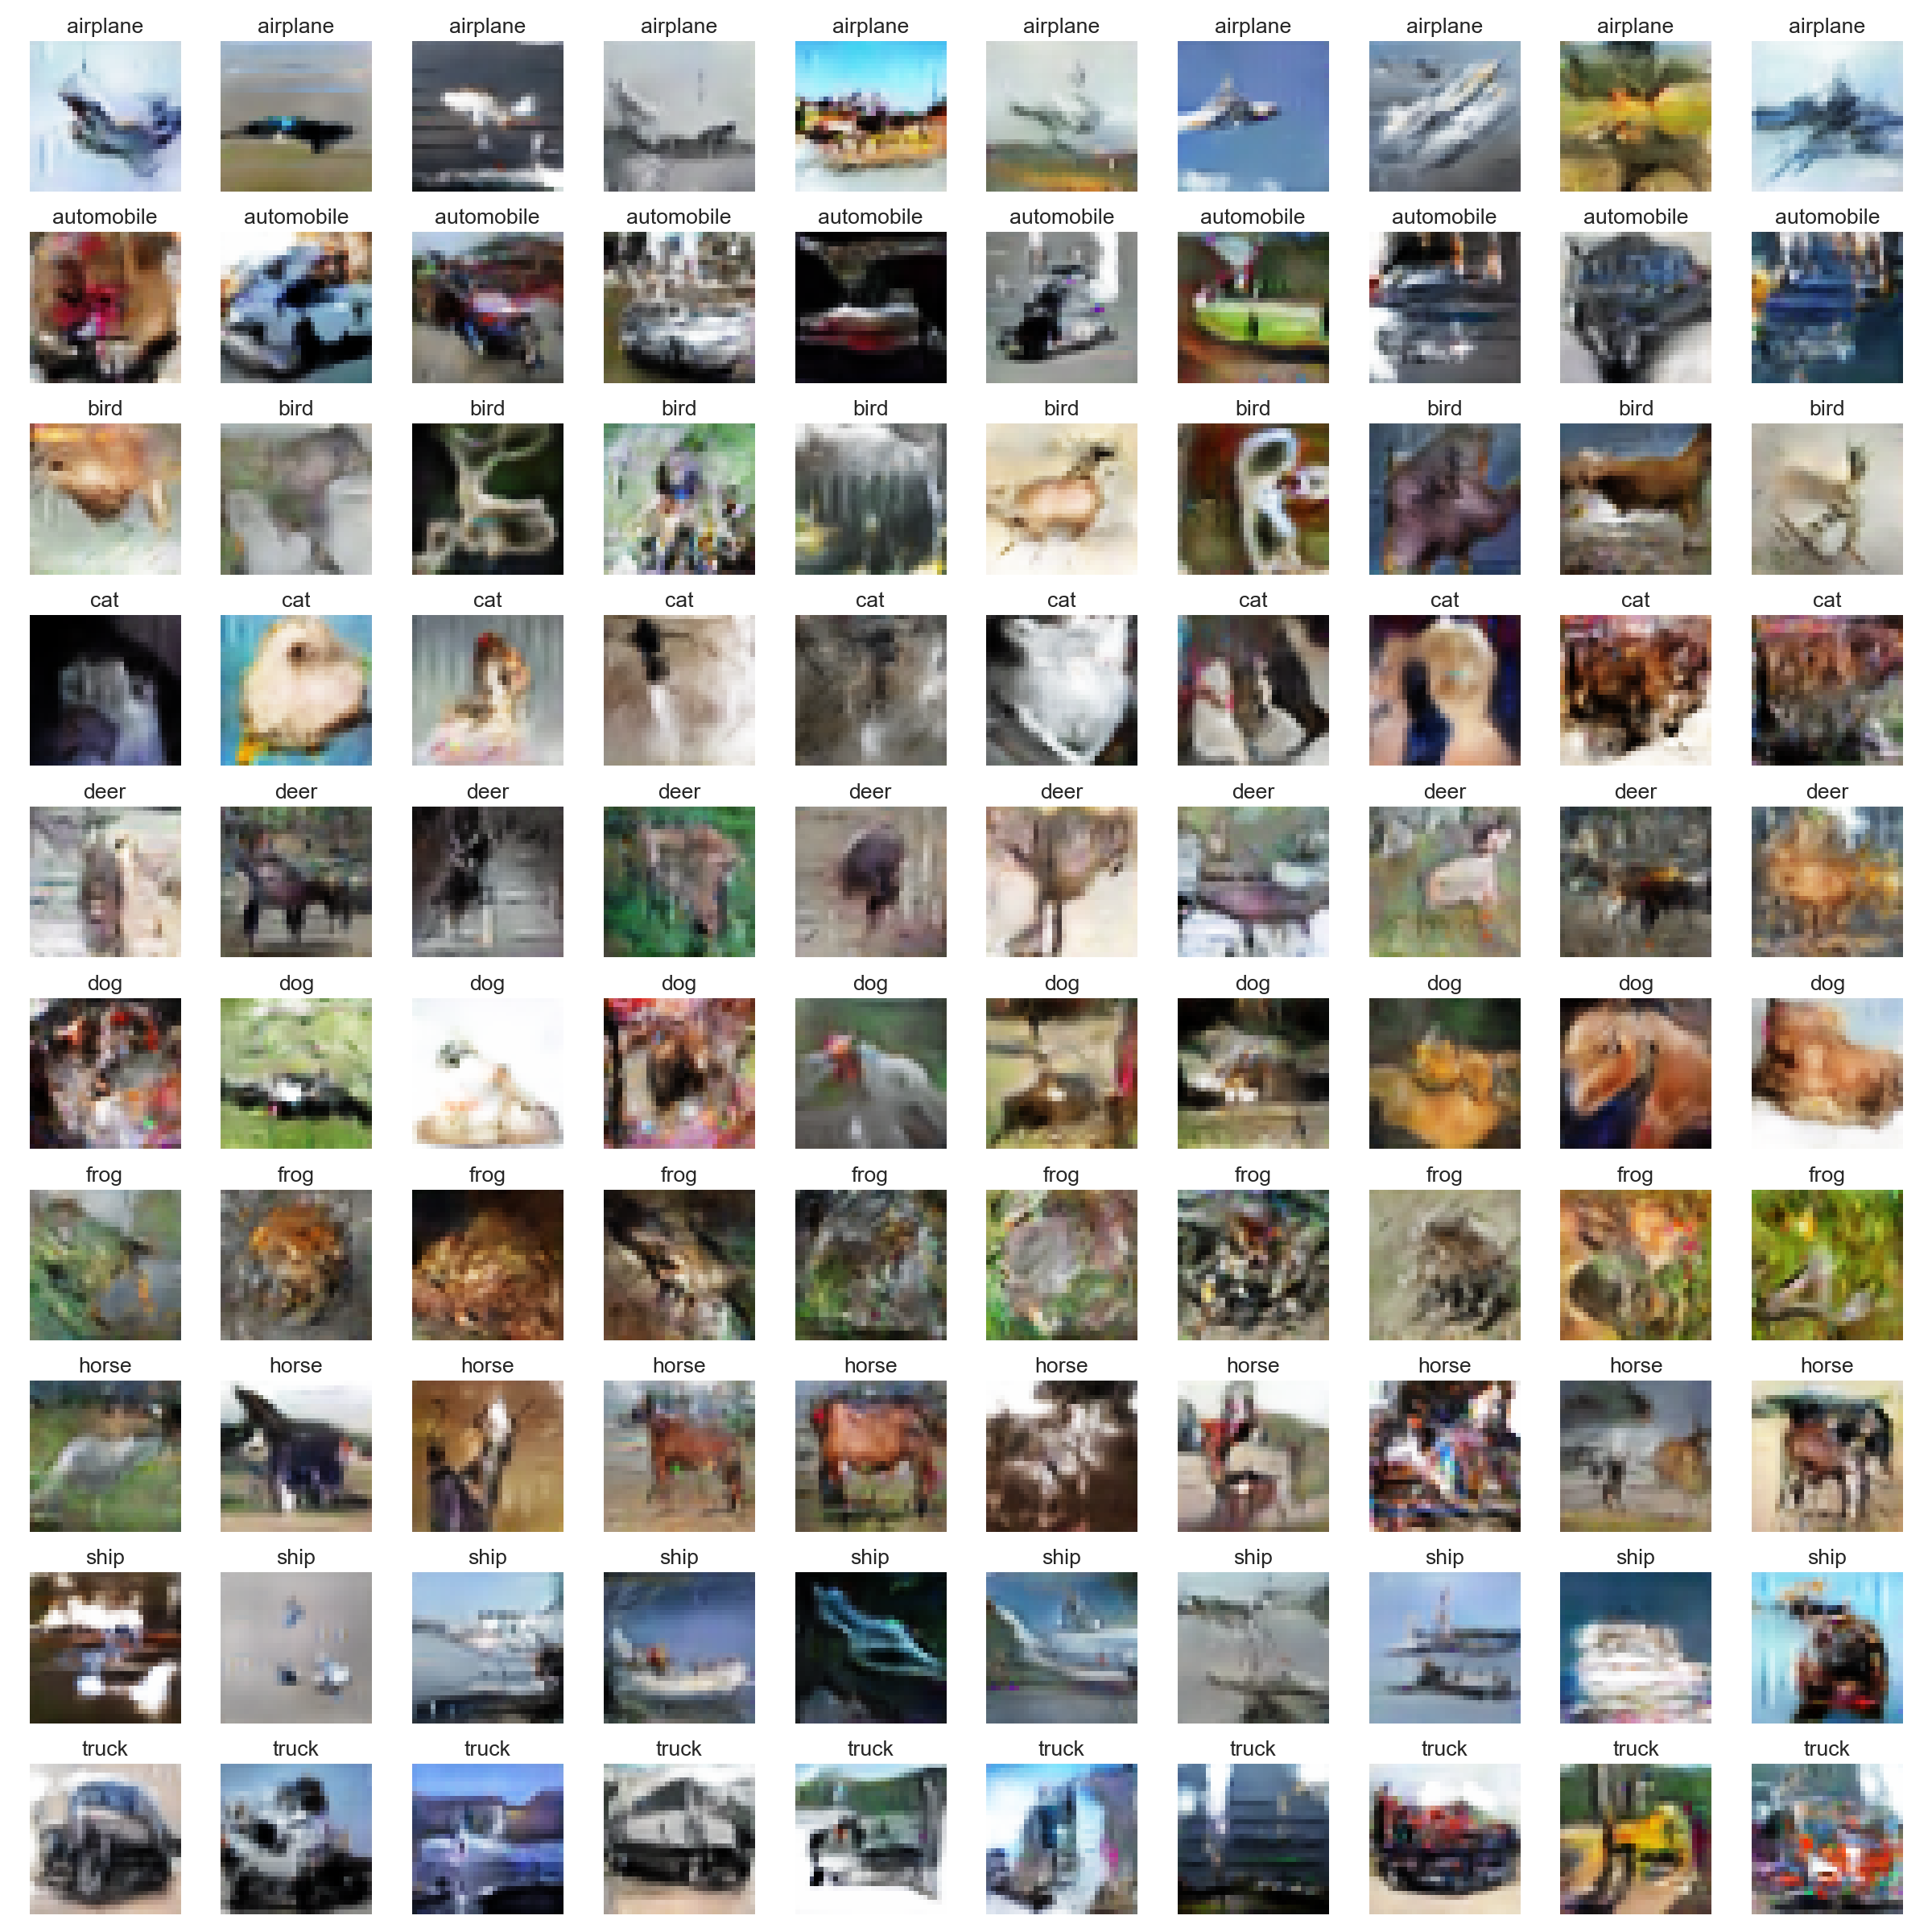 airplane airplane airplane airplane airplane airplane airplane airplane airplane airplane
automobile automobile automobile automobile automobile automobile automobile automobile automobile automobile
bird bird bird bird bird bird bird bird bird bird
cat cat cat cat cat cat cat cat cat cat
deer deer deer deer deer deer deer deer deer deer
dog dog dog dog dog dog dog dog dog dog
frog frog frog frog frog frog frog frog frog frog
horse horse horse horse horse horse horse horse horse horse
ship ship ship ship ship ship ship ship ship ship
truck truck truck truck truck truck truck truck truck truck